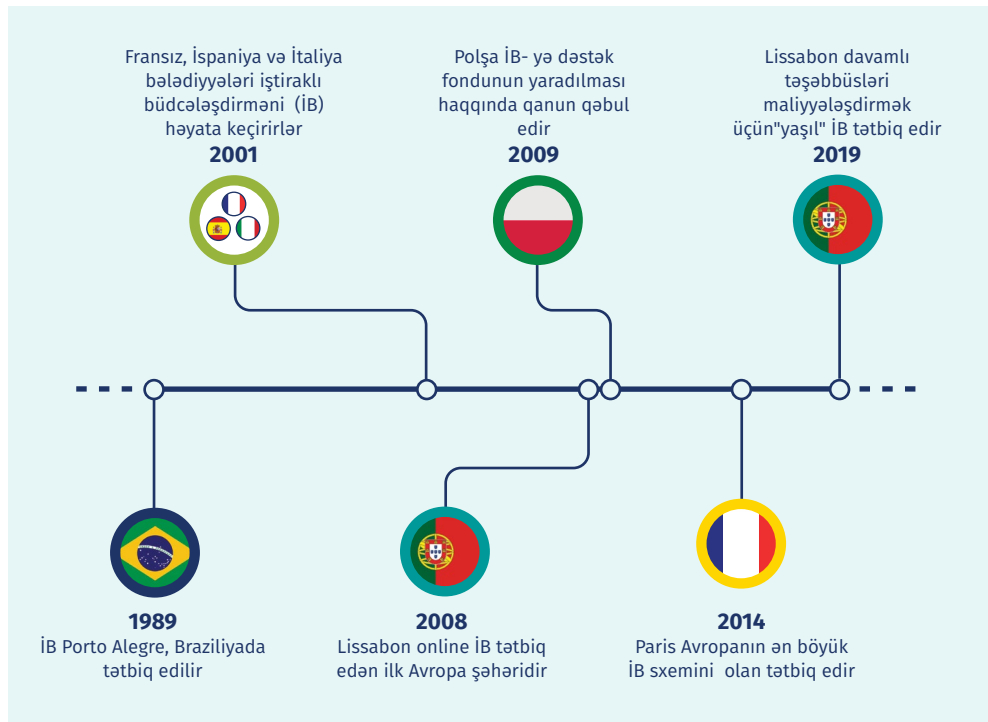 Fransız, İspaniya və İtaliya
bələdiyyələri iştiraklı
büdcələşdirməni (İB)
həyata keçirirlər
2001
Polşa İB- yə dəstək
fondunun yaradılması
haqqında qanun qəbul
edir
2009
Lissabon davamlı
təşəbbüsləri
maliyyələşdirmək
üçün"yaşıl" İB tətbiq edir
2019
1989
İB Porto Alegre, Braziliyada
tətbiq edilir
2008
Lissabon online İB tətbiq
edən ilk Avropa şəhəridir
2014
Paris Avropanın ən böyük
İB sxemini olan tətbiq edir